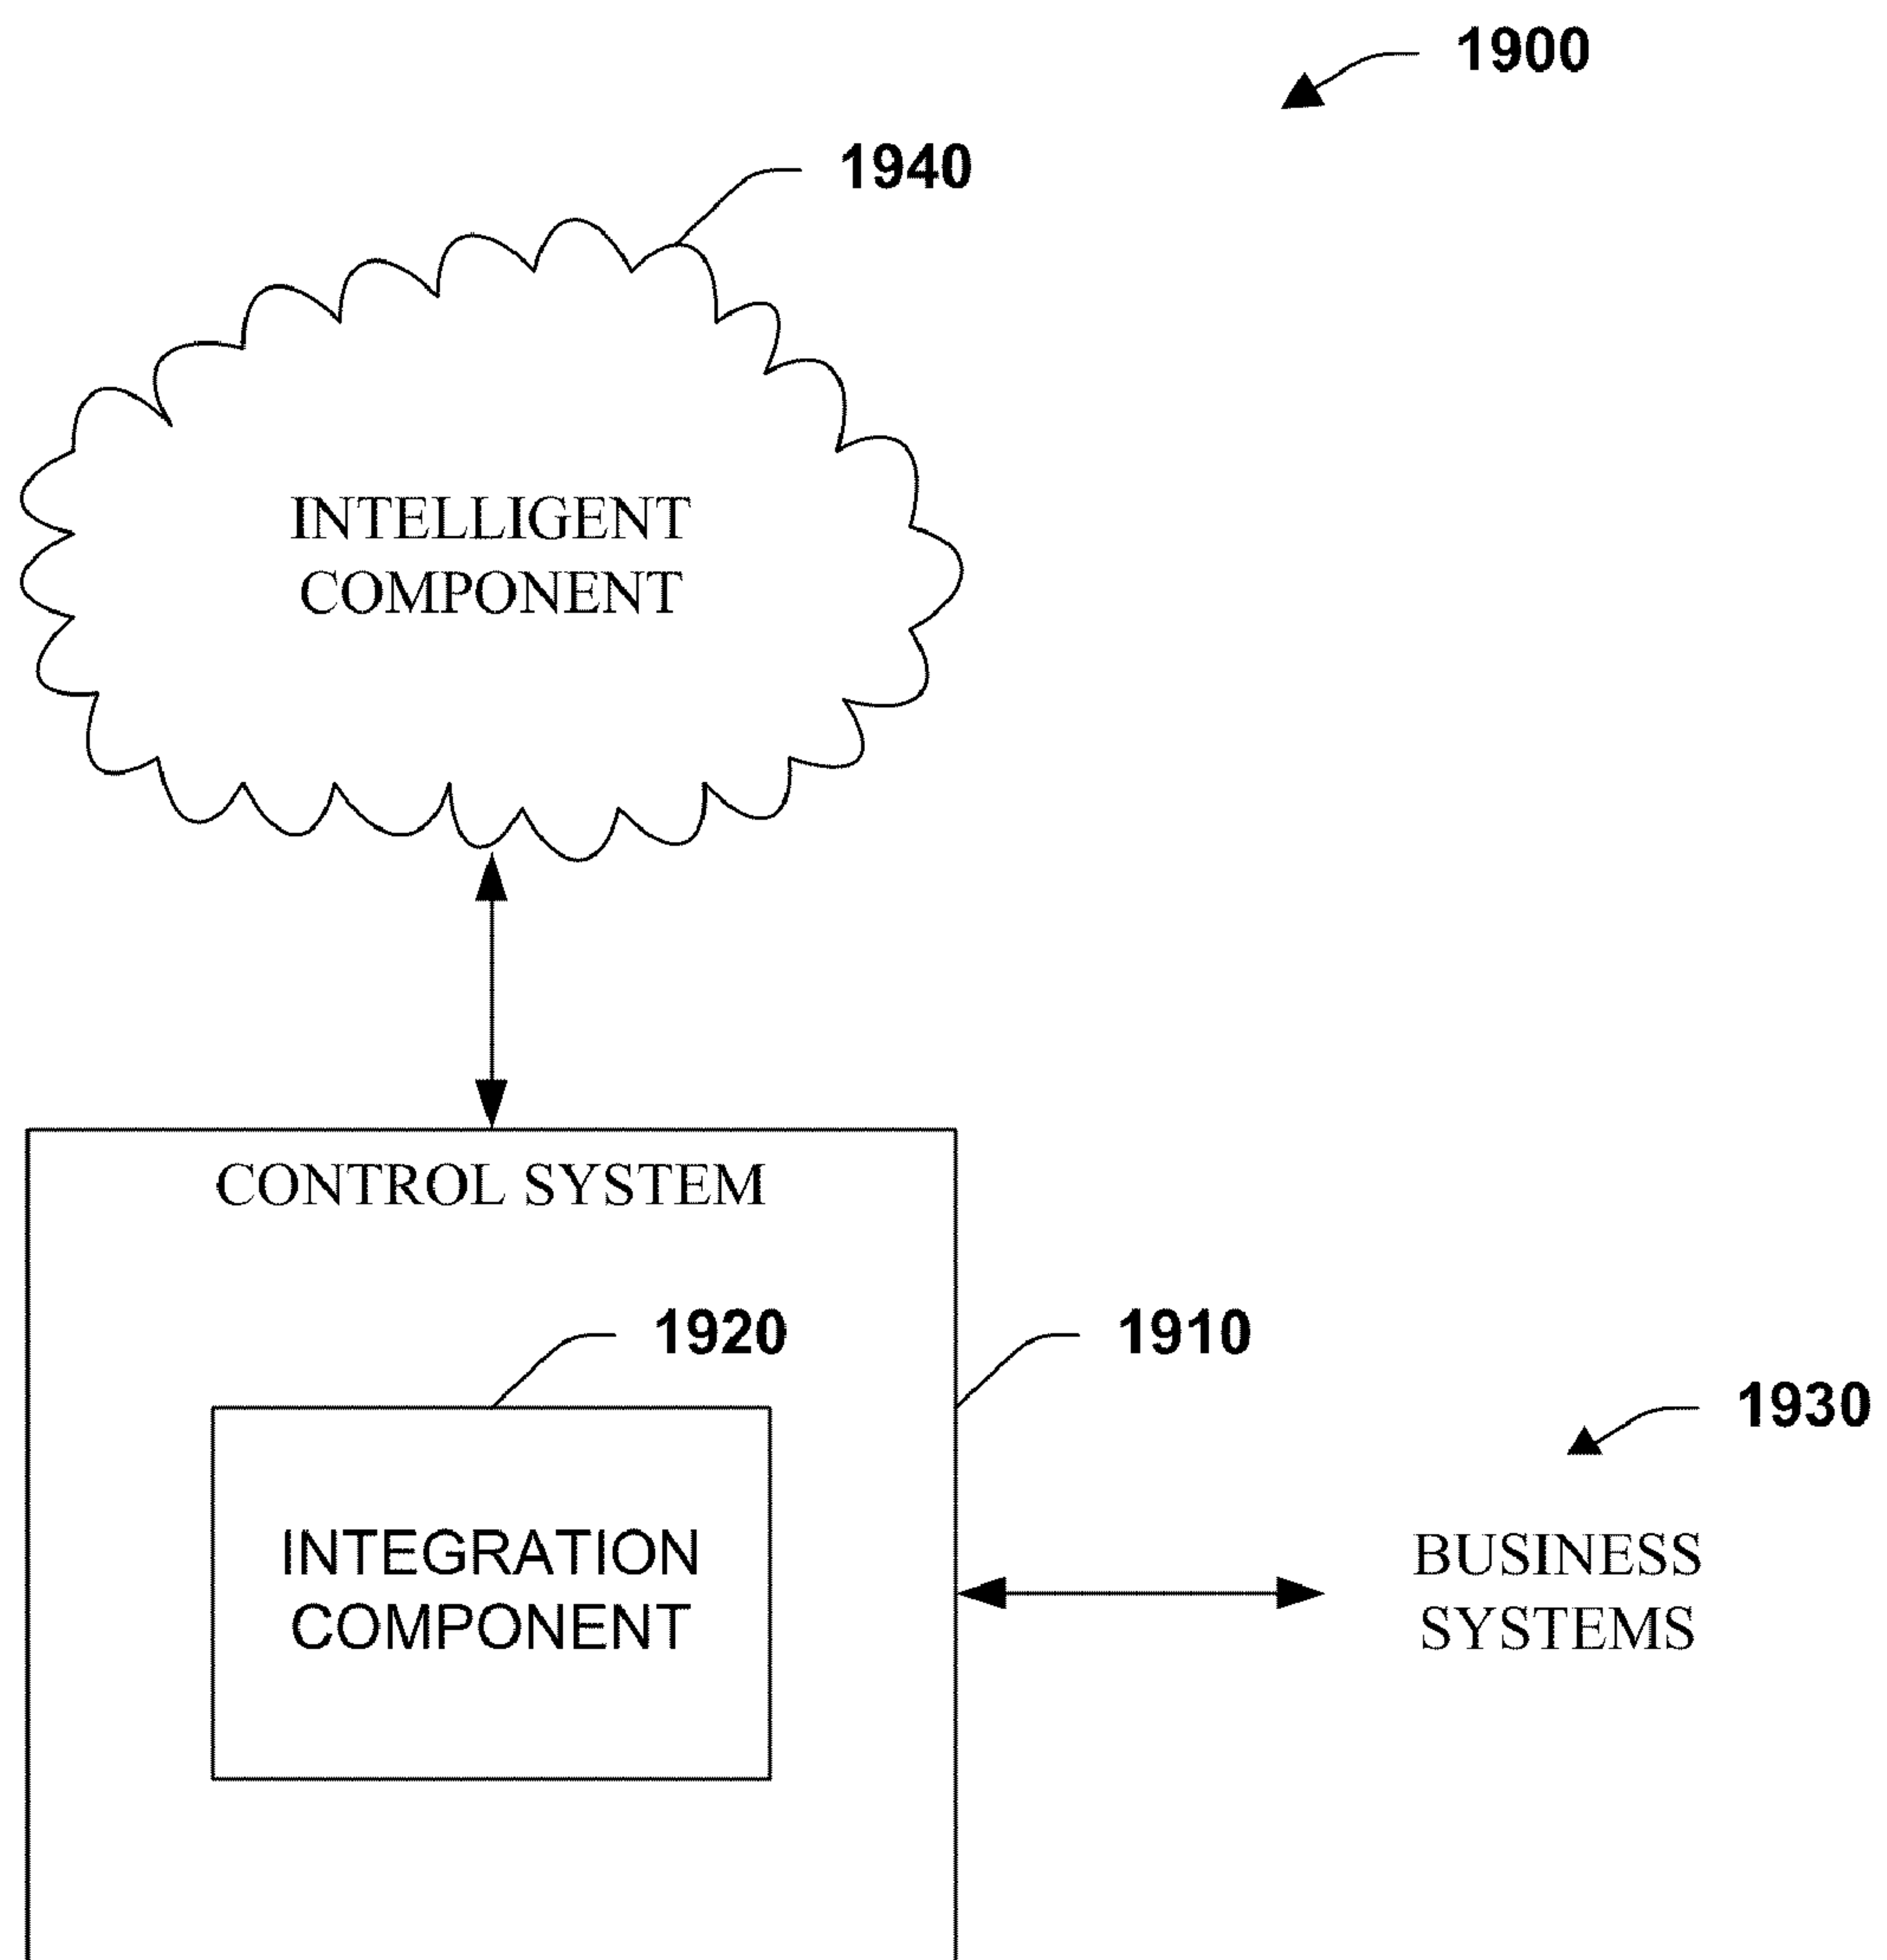 1900
1940
INTELLIGENT
COMPONENT
CONTROL SYSTEM
1920
1910
1930
INTEGRATION
COMPONENT
BUSINESS
SYSTEMS